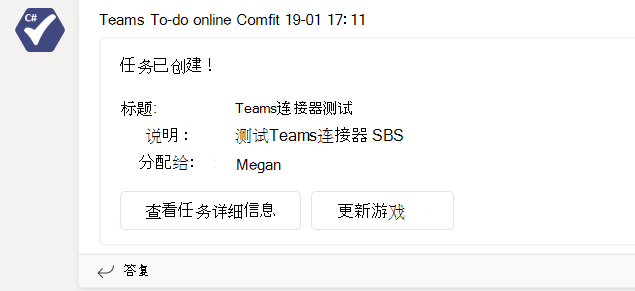 C#
Teams To-do online Comfit 19-01 17: 11
任务已创建！
标题: Teams连接器测试
说明： 测试Teams连接器 SBS
分配给: Megan
查看任务详细信息 更新游戏
答复